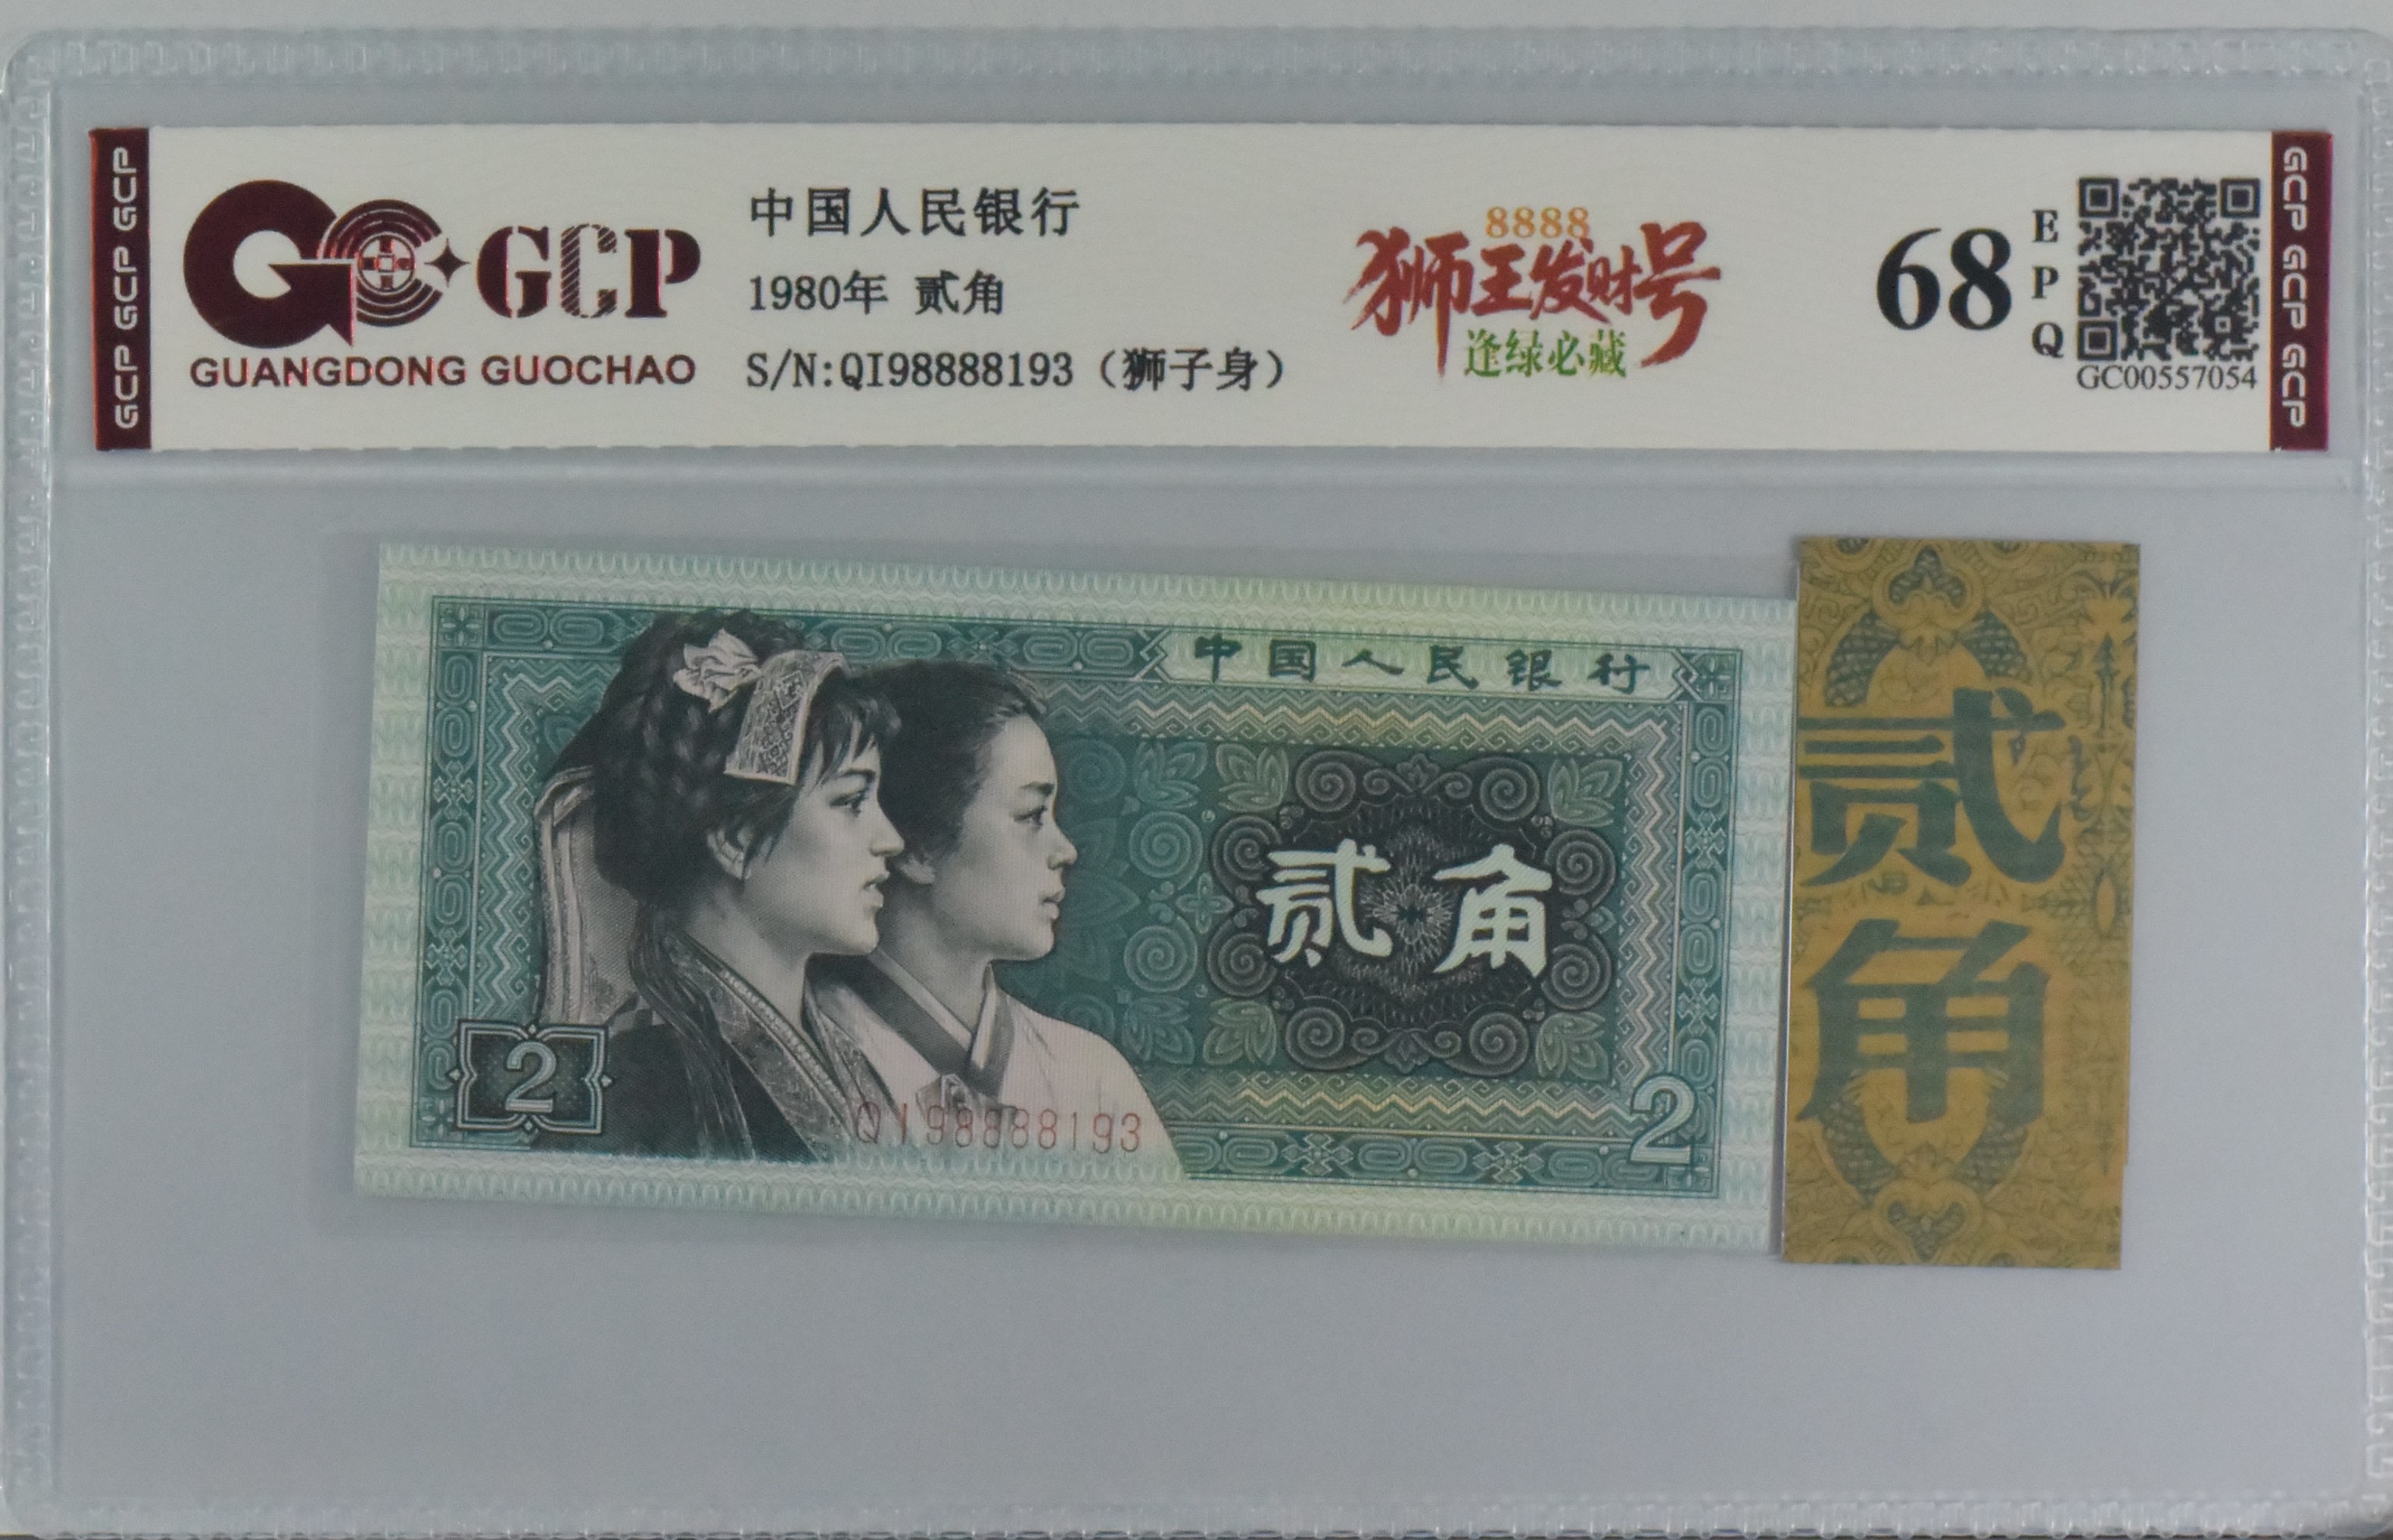 GCP GCP GCP
GCP
GUANGDONG GUOCHAO
中国人民银行
1980年 贰角
S/N:QI98888193（狮子身）
8888
狮王发财号
逢绿必藏
68
EPQ
GC00557054
GCP GCP GCP
中国人民银行
贰角
2
QI98888193
2
贰角